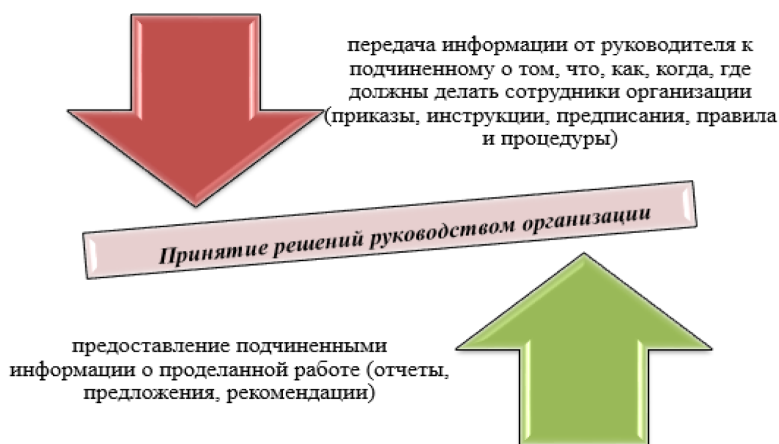 передача информации от руководителя к
подчиненному о том, что, как, когда, где
должны делать сотрудники организации
(приказы, инструкции, предписания, правила
и процедуры)
Принятие решений руководством организации
предоставление подчиненными
информации о проделанной работе (отчеты,
предложения, рекомендации)